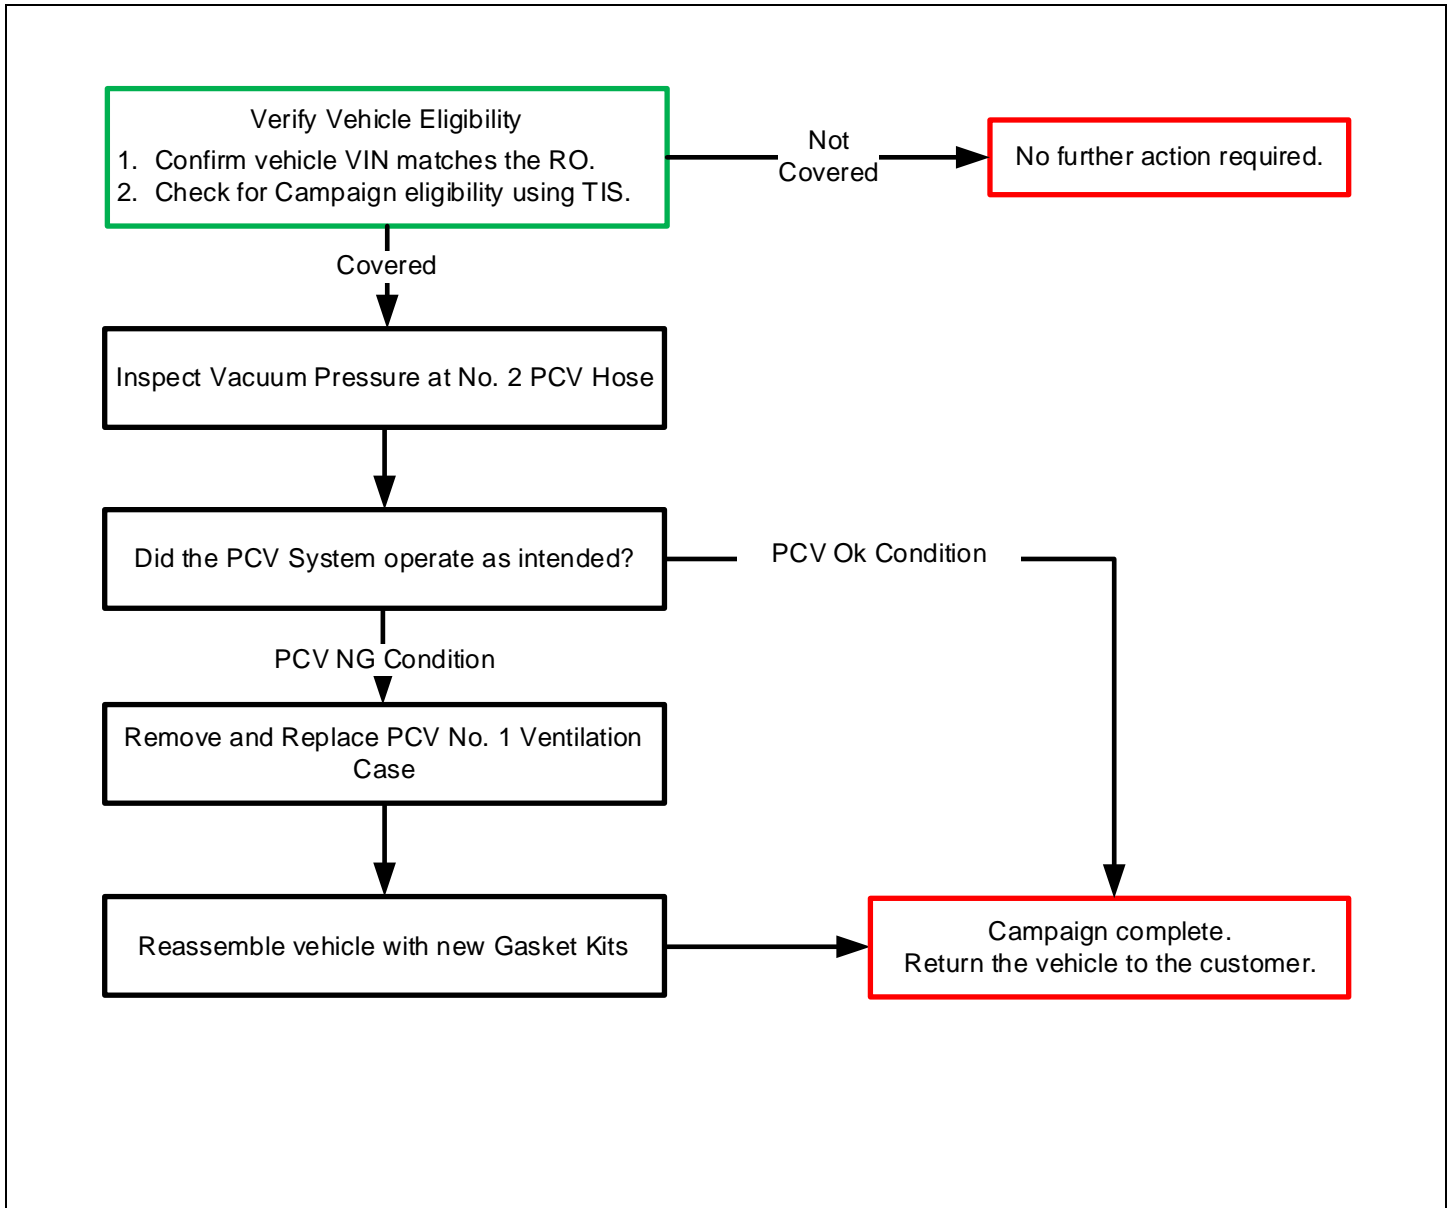 Verify Vehicle Eligibility
1. Confirm vehicle VIN matches the RO.
2. Check for Campaign eligibility using TIS.
Not
Covered
No further action required.
Covered
Inspect Vacuum Pressure at No. 2 PCV Hose
Did the PCV System operate as intended?
PCV Ok Condition
PCV NG Condition
Remove and Replace PCV No. 1 Ventilation
Case
Reassemble vehicle with new Gasket Kits
Campaign complete.
Return the vehicle to the customer.